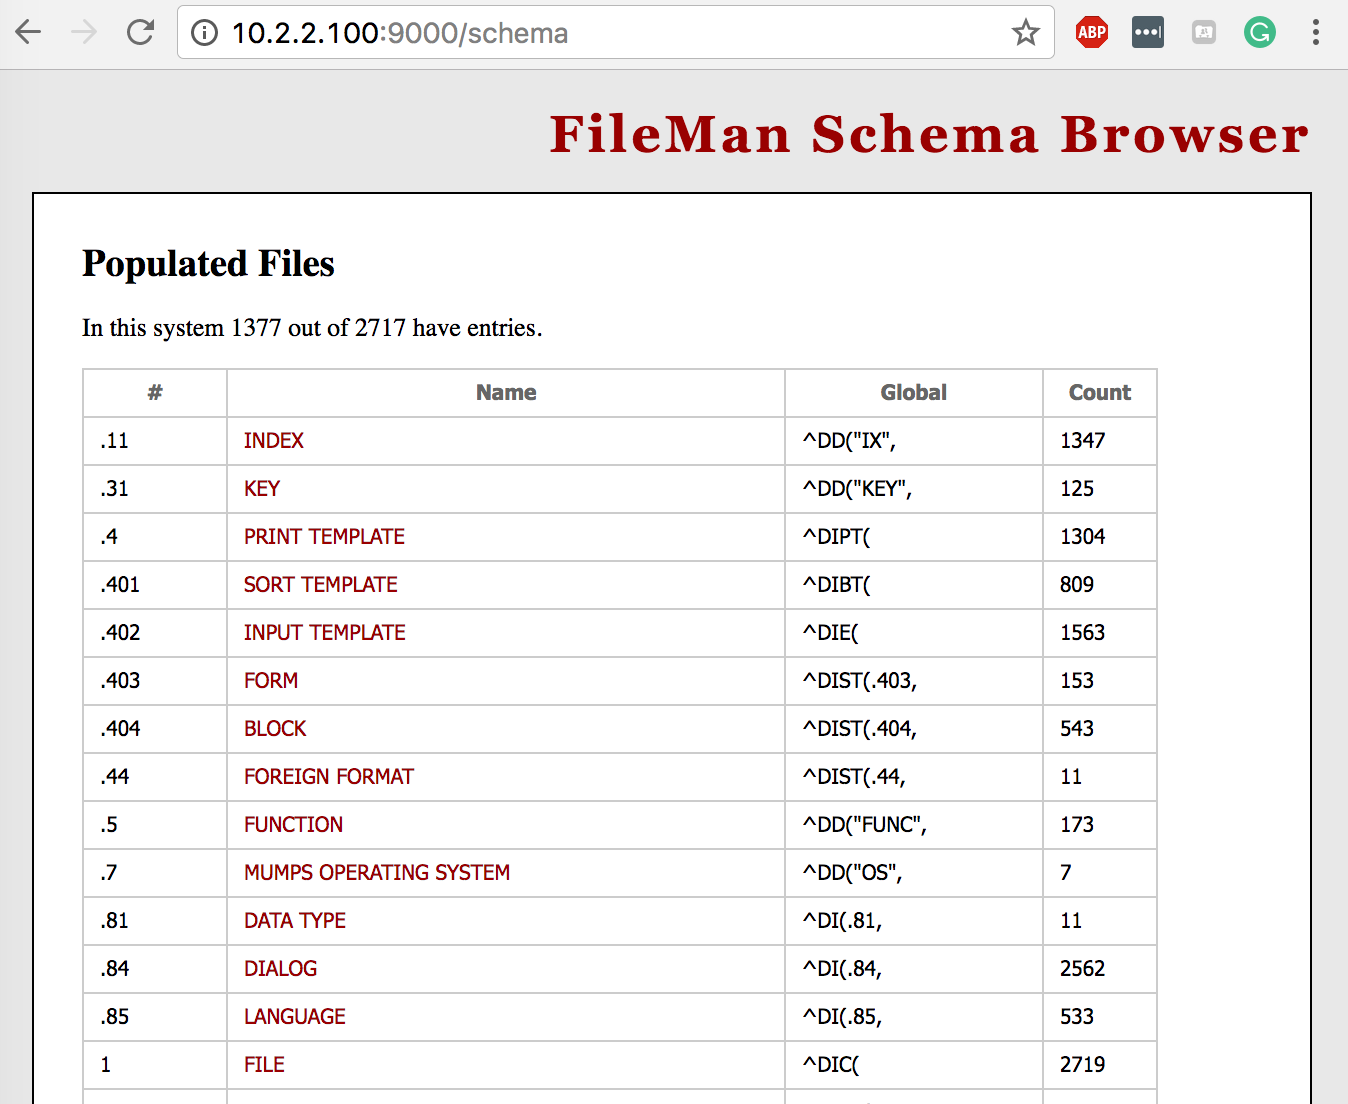 10.2.2.100:9000/schema
ABP
FileMan Schema Browser
Populated Files
In this system 1377 out of 2717 have entries.
# Name Global Count
.11 INDEX ^DD("IX", 1347
.31 KEY ^DD("KEY", 125
.4 PRINT TEMPLATE ^DIPT( 1304
.401 SORT TEMPLATE ^DIBT( 809
.402 INPUT TEMPLATE ^DIE( 1563
.403 FORM ^DIST(.403, 153
.404 BLOCK ^DIST(.404, 543
.44 FOREIGN FORMAT ^DIST(.44, 11
.5 FUNCTION ^DD("FUNC", 173
.7 MUMPS OPERATING SYSTEM ^DD("OS", 7
.81 DATA TYPE ^DI(.81, 11
.84 DIALOG ^DI(.84, 2562
.85 LANGUAGE ^DI(.85, 533
1 FILE ^DIC( 2719